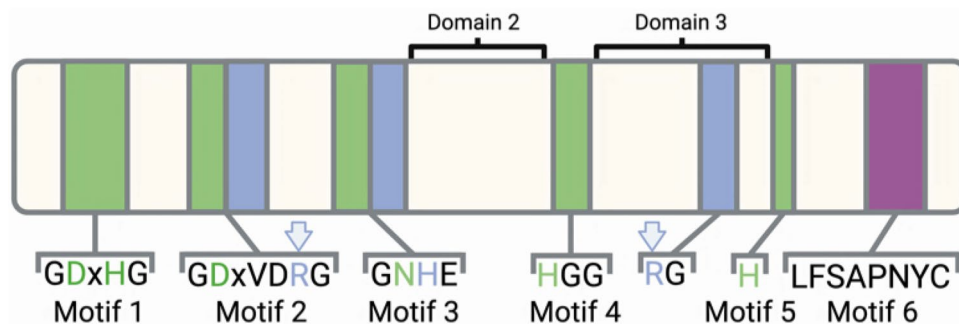 Domain 2 Domain 3
GDxHG GDxVDRG GNHE HGG RG H LFSAPNYC
Motif 1 Motif 2 Motif 3 Motif 4 Motif 5 Motif 6